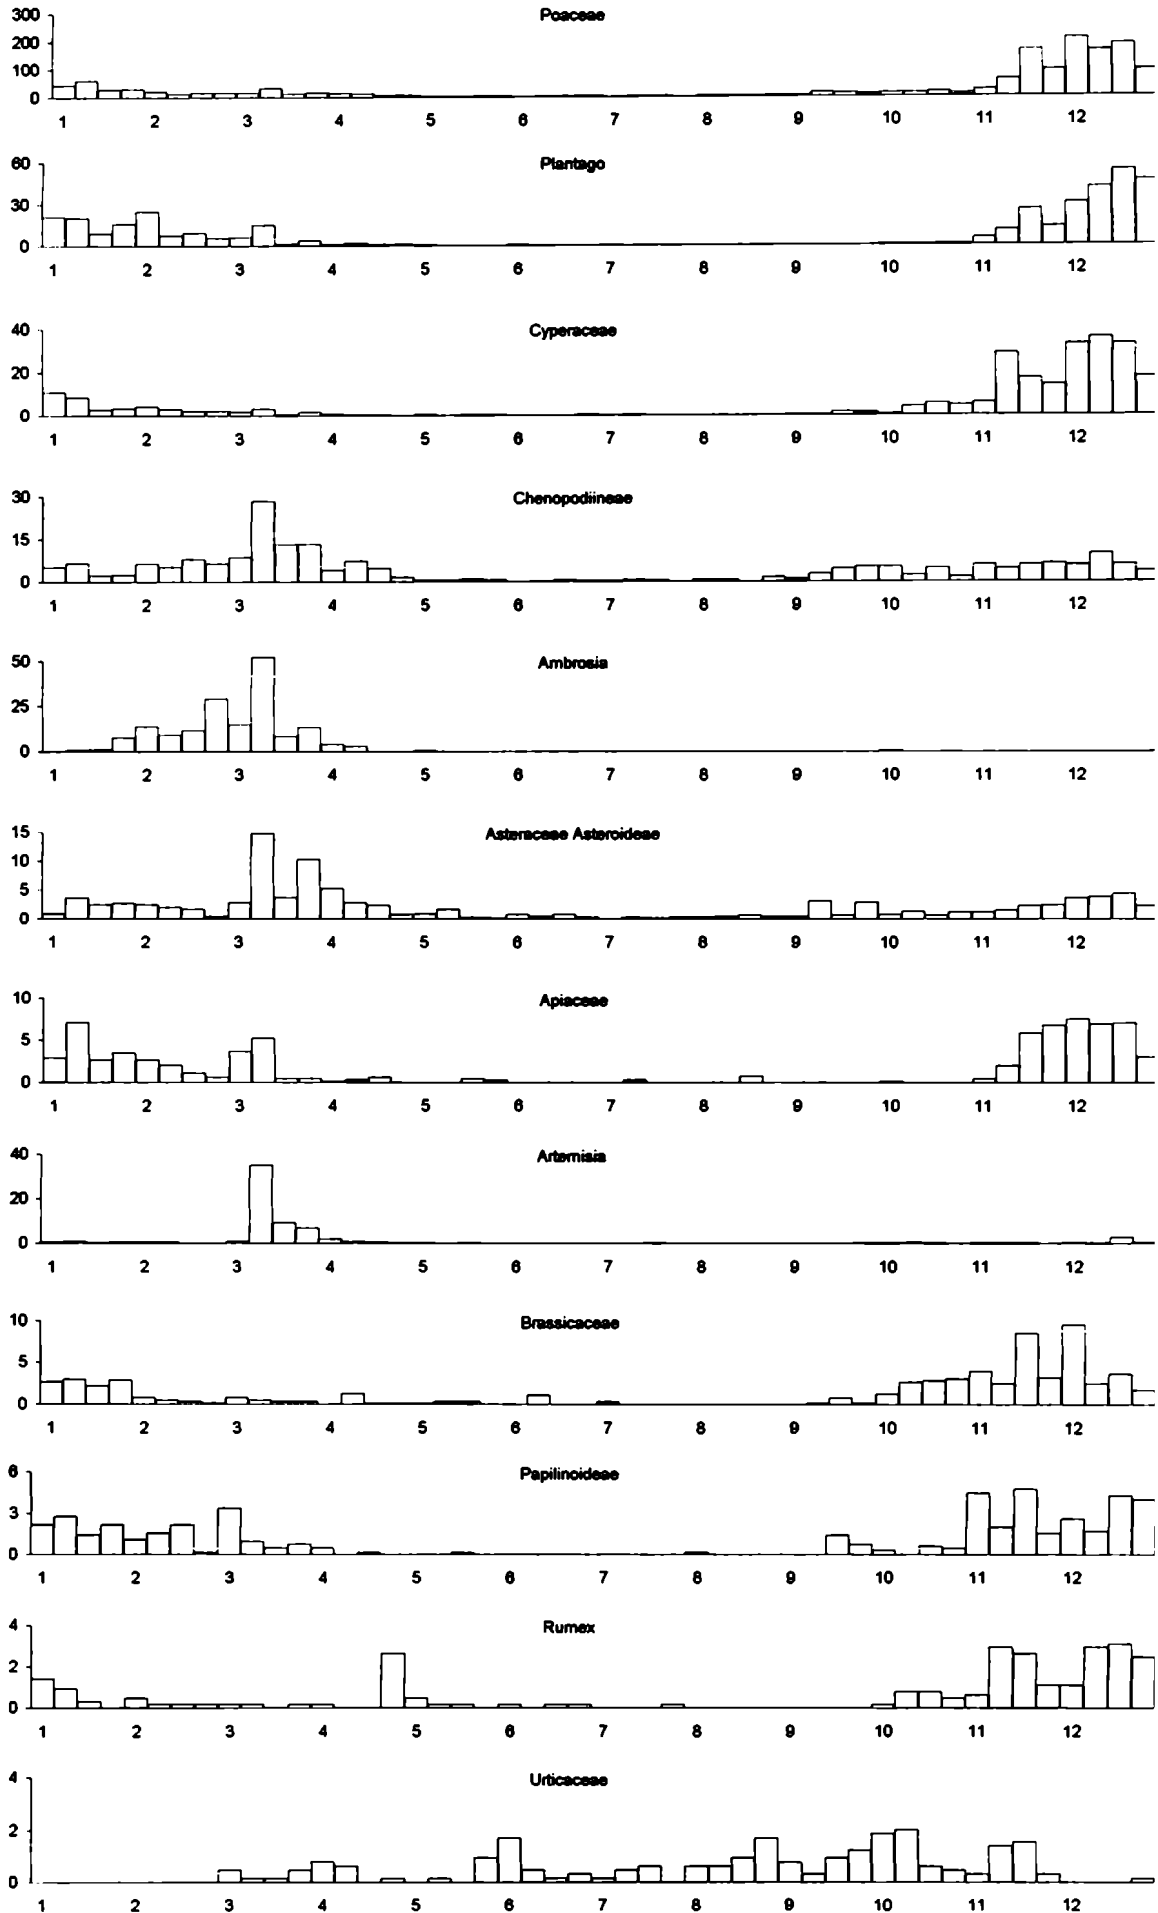 Poaceae
300
200
100
0
1 2 3 4 5 6 7 8 9 10 11 12
Plantago
60
30
0
1 2 3 4 5 6 7 8 9 10 11 12
Cyperaceae
40
20
0
1 2 3 4 5 6 7 8 9 10 11 12
Chenopodiineae
30
15
0
1 2 3 4 5 6 7 8 9 10 11 12
Ambrosia
50
25
0
1 2 3 4 5 6 7 8 9 10 11 12
Asteraceae Asteroideae
15
10
5
0
1 2 3 4 5 6 7 8 9 10 11 12
Apiaceae
10
5
0
1 2 3 4 5 6 7 8 9 10 11 12
Artemisia
40
20
0
1 2 3 4 5 6 7 8 9 10 11 12
Brassicaceae
10
5
0
1 2 3 4 5 6 7 8 9 10 11 12
Papilinoideae
6
3
0
1 2 3 4 5 6 7 8 9 10 11 12
Rumex
4
2
0
1 2 3 4 5 6 7 8 9 10 11 12
Urticaceae
4
2
0
1 2 3 4 5 6 7 8 9 10 11 12